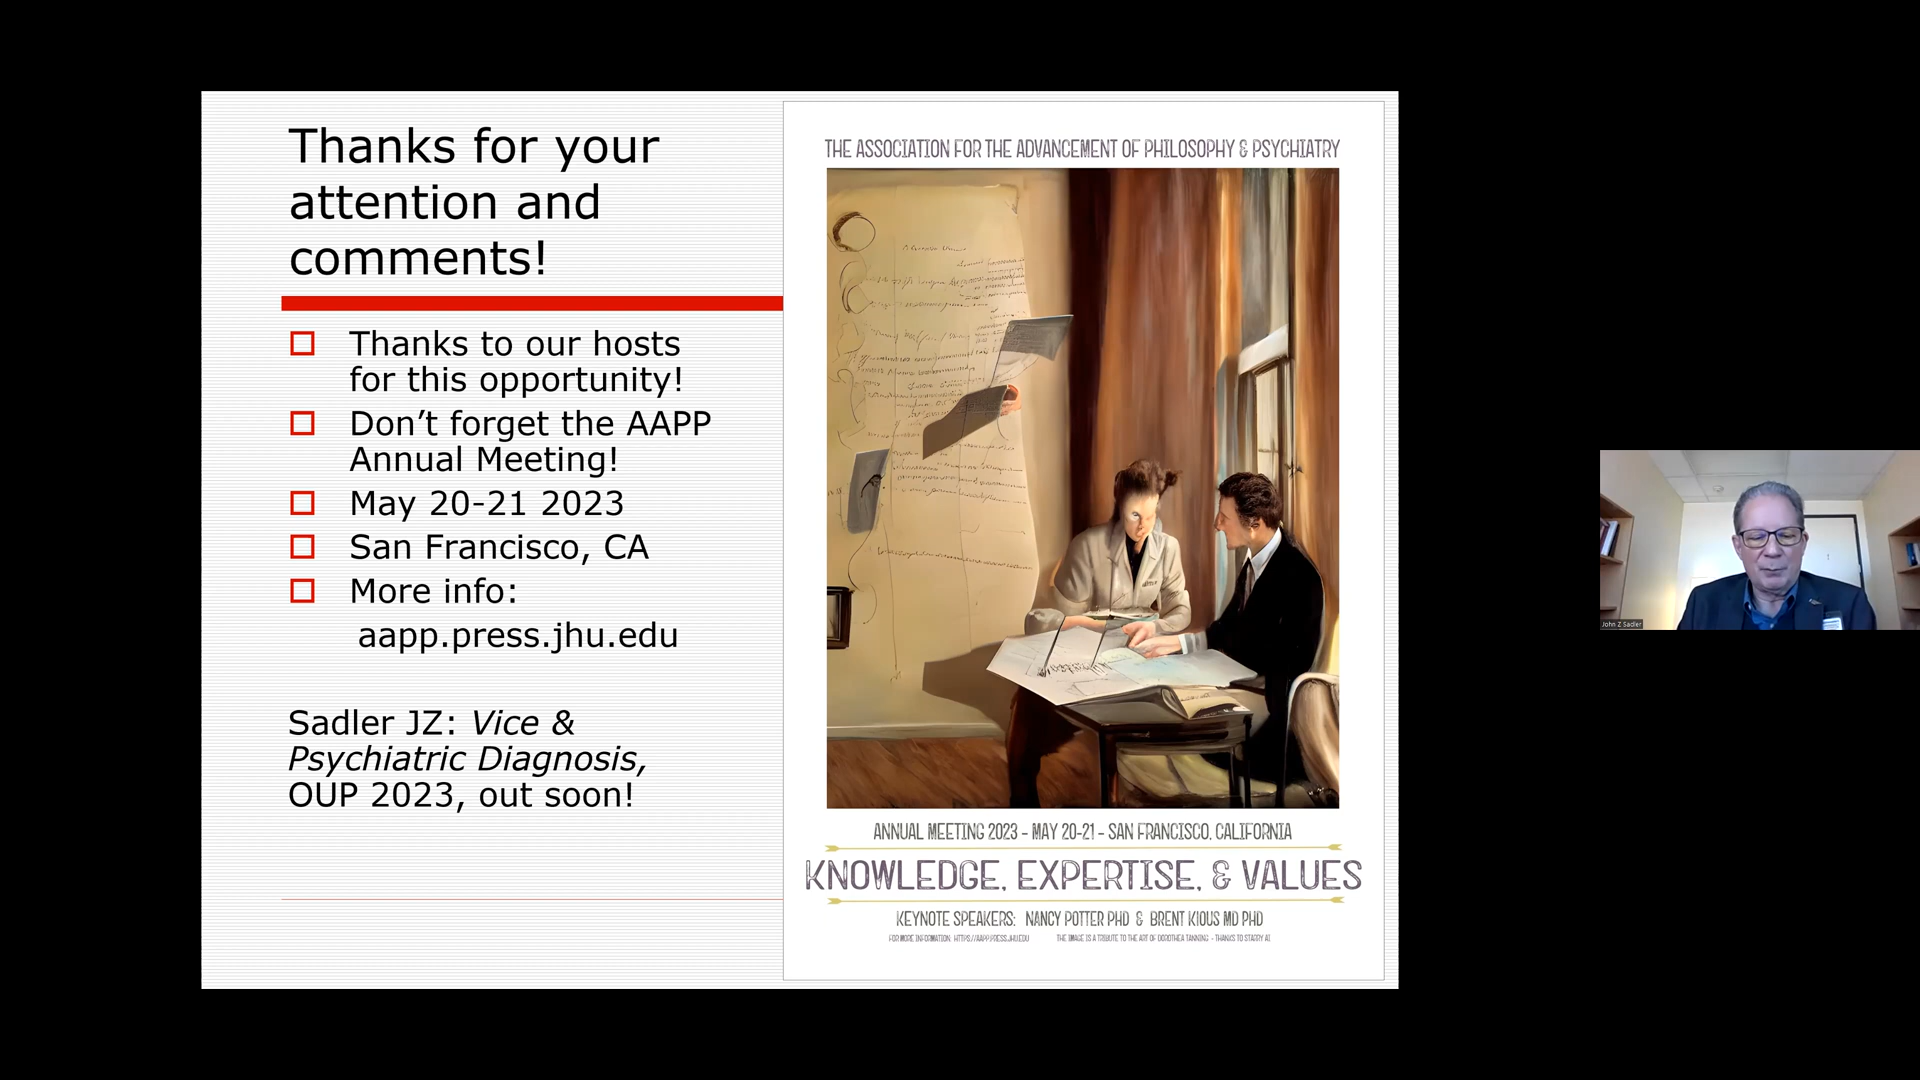 Thanks for your
attention and
comments!
Thanks to our hosts
for this opportunity!
Don’t forget the AAPP
Annual Meeting!
May 20-21 2023
San Francisco, CA
More info:
aapp.press.jhu.edu
Sadler JZ: Vice &
Psychiatric Diagnosis,
OUP 2023, out soon!
THE ASSOCIATION FOR THE ADVANCEMENT OF PHILOSOPHY & PSYCHIATRY
ANNUAL MEETING 2023 - MAY 20-21 - SAN FRANCISCO, CALIFORNIA
KNOWLEDGE, EXPERTISE, & VALUES
KEYNOTE SPEAKERS: NANCY POTTER PHD & BRENT KIOUS MD PHD
FOR MORE INFORMATION: HTTPS://AAPP.PRESS.JHU.EDU THE IMAGE IS A TRIBUTE TO THE ART OF DOROTHEA TANNING - THANKS TO STARRY AI
John Z Sadler